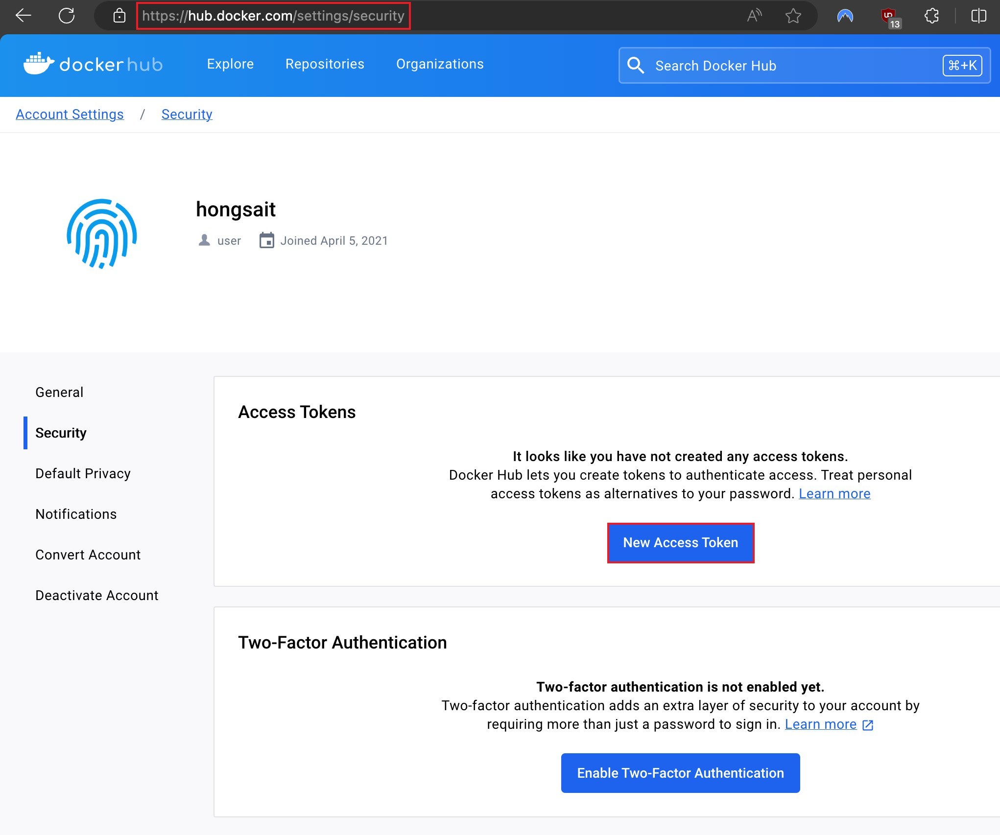 https://hub.docker.com/settings/security
13
dockerhub
Explore
Repositories
Organizations
Search Docker Hub
⌘+K
Account Settings / Security
hongsait
user
Joined April 5, 2021
General
Security
Default Privacy
Notifications
Convert Account
Deactivate Account
Access Tokens
It looks like you have not created any access tokens.
Docker Hub lets you create tokens to authenticate access. Treat personal
access tokens as alternatives to your password. Learn more
New Access Token
Two-Factor Authentication
Two-factor authentication is not enabled yet.
Two-factor authentication adds an extra layer of security to your account by
requiring more than just a password to sign in. Learn more
Enable Two-Factor Authentication